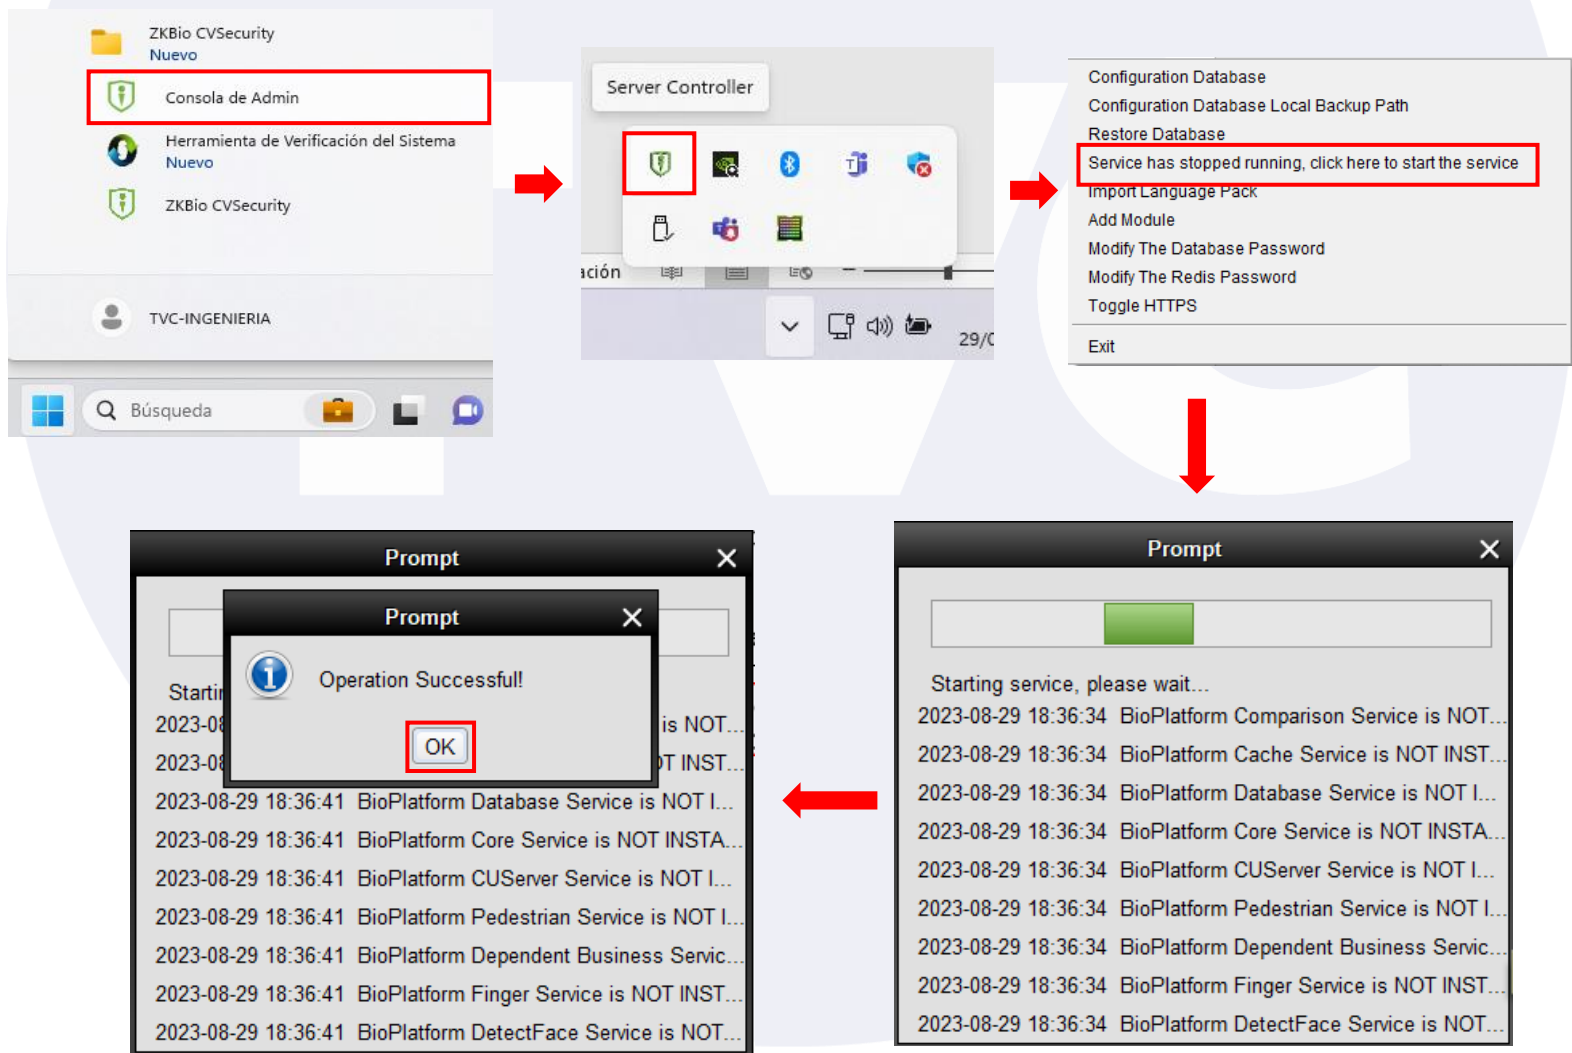 ZKBio CVSecurity
Nuevo
Consola de Admin
Herramienta de Verificación del Sistema
Nuevo
ZKBio CVSecurity
TVC-INGENIERIA
Búsqueda
Server Controller
ación
29/0
Configuration Database
Configuration Database Local Backup Path
Restore Database
Service has stopped running, click here to start the service
Import Language Pack
Add Module
Modify The Database Password
Modify The Redis Password
Toggle HTTPS
Exit
Prompt
Starting service, please wait...
2023-08-29 18:36:34 BioPlatform Comparison Service is NOT...
2023-08-29 18:36:34 BioPlatform Cache Service is NOT INST...
2023-08-29 18:36:34 BioPlatform Database Service is NOT I...
2023-08-29 18:36:34 BioPlatform Core Service is NOT INSTA...
2023-08-29 18:36:34 BioPlatform CUServer Service is NOT I...
2023-08-29 18:36:34 BioPlatform Pedestrian Service is NOT I...
2023-08-29 18:36:34 BioPlatform Dependent Business Servic...
2023-08-29 18:36:34 BioPlatform Finger Service is NOT INST...
2023-08-29 18:36:34 BioPlatform DetectFace Service is NOT...
Prompt
Prompt
Operation Successful!
OK
Startin
2023-08 is NOT...
2023-08 OT INST...
2023-08-29 18:36:41 BioPlatform Database Service is NOT I...
2023-08-29 18:36:41 BioPlatform Core Service is NOT INSTA...
2023-08-29 18:36:41 BioPlatform CUServer Service is NOT I...
2023-08-29 18:36:41 BioPlatform Pedestrian Service is NOT I...
2023-08-29 18:36:41 BioPlatform Dependent Business Servic...
2023-08-29 18:36:41 BioPlatform Finger Service is NOT INST...
2023-08-29 18:36:41 BioPlatform DetectFace Service is NOT...